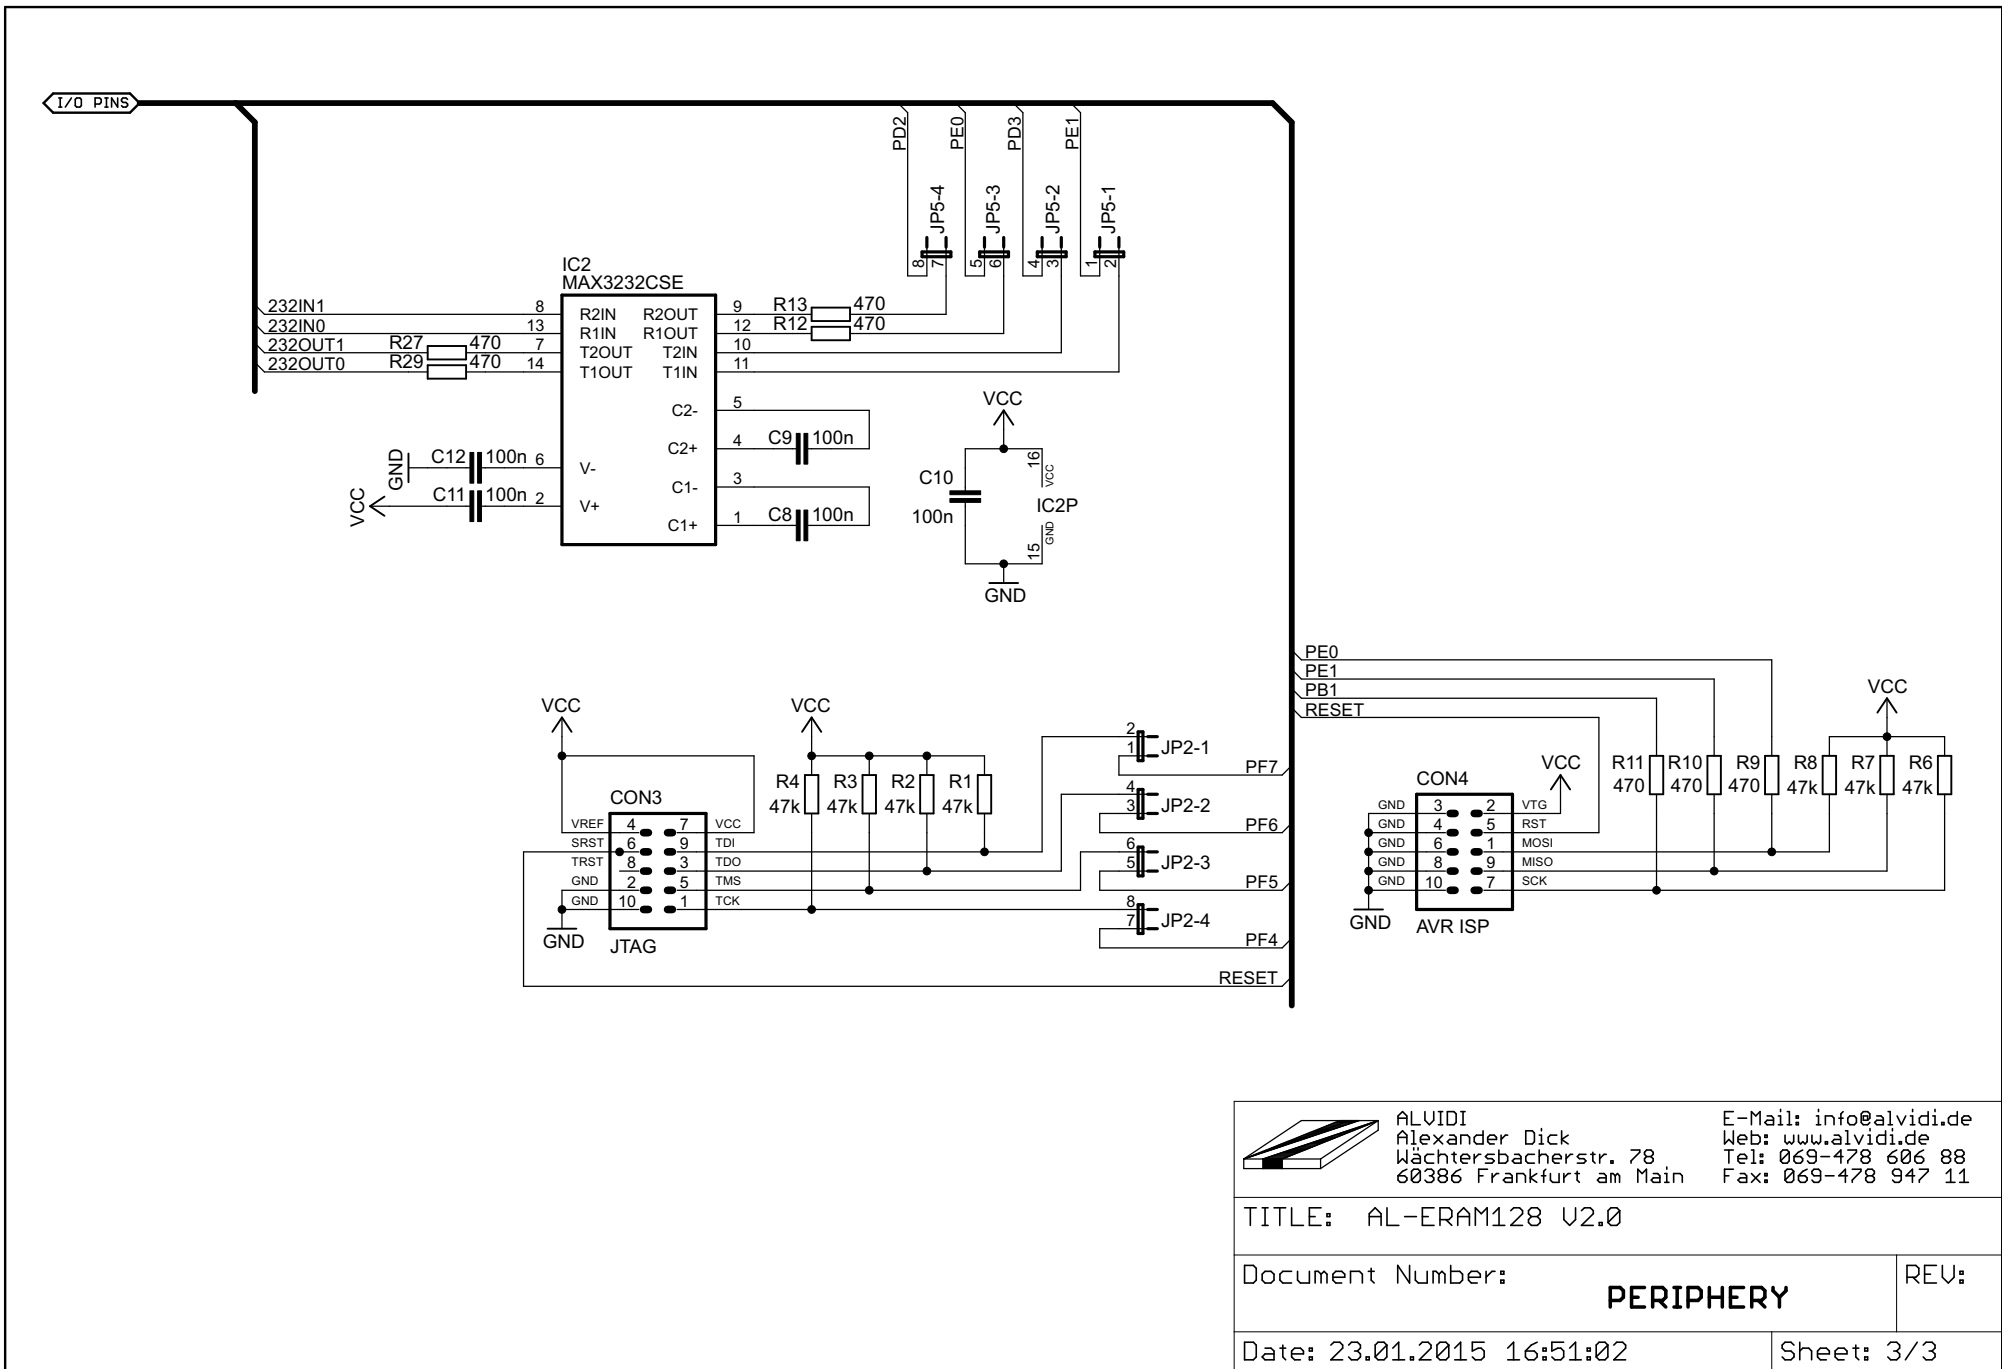 I/O PINS
PD2
PE0
PD3
PE1
JP5-4
JP5-3
JP5-2
JP5-1
8 7 5 6 4 3 1 2
IC2
MAX3232CSE
232IN1 8 R2IN R2OUT 9 R13 470
232IN0 13 R1IN R1OUT 12 R12 470
232OUT1 R27 470 7 T2OUT T2IN 10
232OUT0 R29 470 14 T1OUT T1IN 11
C2- 5
C2+ 4 C9 100n
GND C12 100n 6 V- C1- 3
VCC C11 100n 2 V+ C1+ 1 C8 100n
VCC
C10
100n
16 VCC
IC2P
15 GND
GND
VCC
VCC
CON3
VREF 4 7 VCC
SRST 6 9 TDI
TRST 8 3 TDO
GND 2 5 TMS
GND 10 1 TCK
GND
JTAG
R4 R3 R2 R1
47k 47k 47k 47k
2
1 JP2-1
PF7
4
3 JP2-2
PF6
6
5 JP2-3
PF5
8
7 JP2-4
PF4
RESET
PE0
PE1
PB1
RESET
VCC
VCC
R11 R10 R9 R8 R7 R6
470 470 470 47k 47k 47k
CON4
GND 3 2 VTG
GND 4 5 RST
GND 6 1 MOSI
GND 8 9 MISO
GND 10 7 SCK
GND
AVR ISP
ALVIDI
Alexander Dick
Wächtersbacherstr. 78
60386 Frankfurt am Main
E-Mail: info@alvidi.de
Web: www.alvidi.de
Tel: 069-478 606 88
Fax: 069-478 947 11
TITLE: AL-ERAM128 V2.0
Document Number:
PERIPHERY
REV:
Date: 23.01.2015 16:51:02
Sheet: 3/3